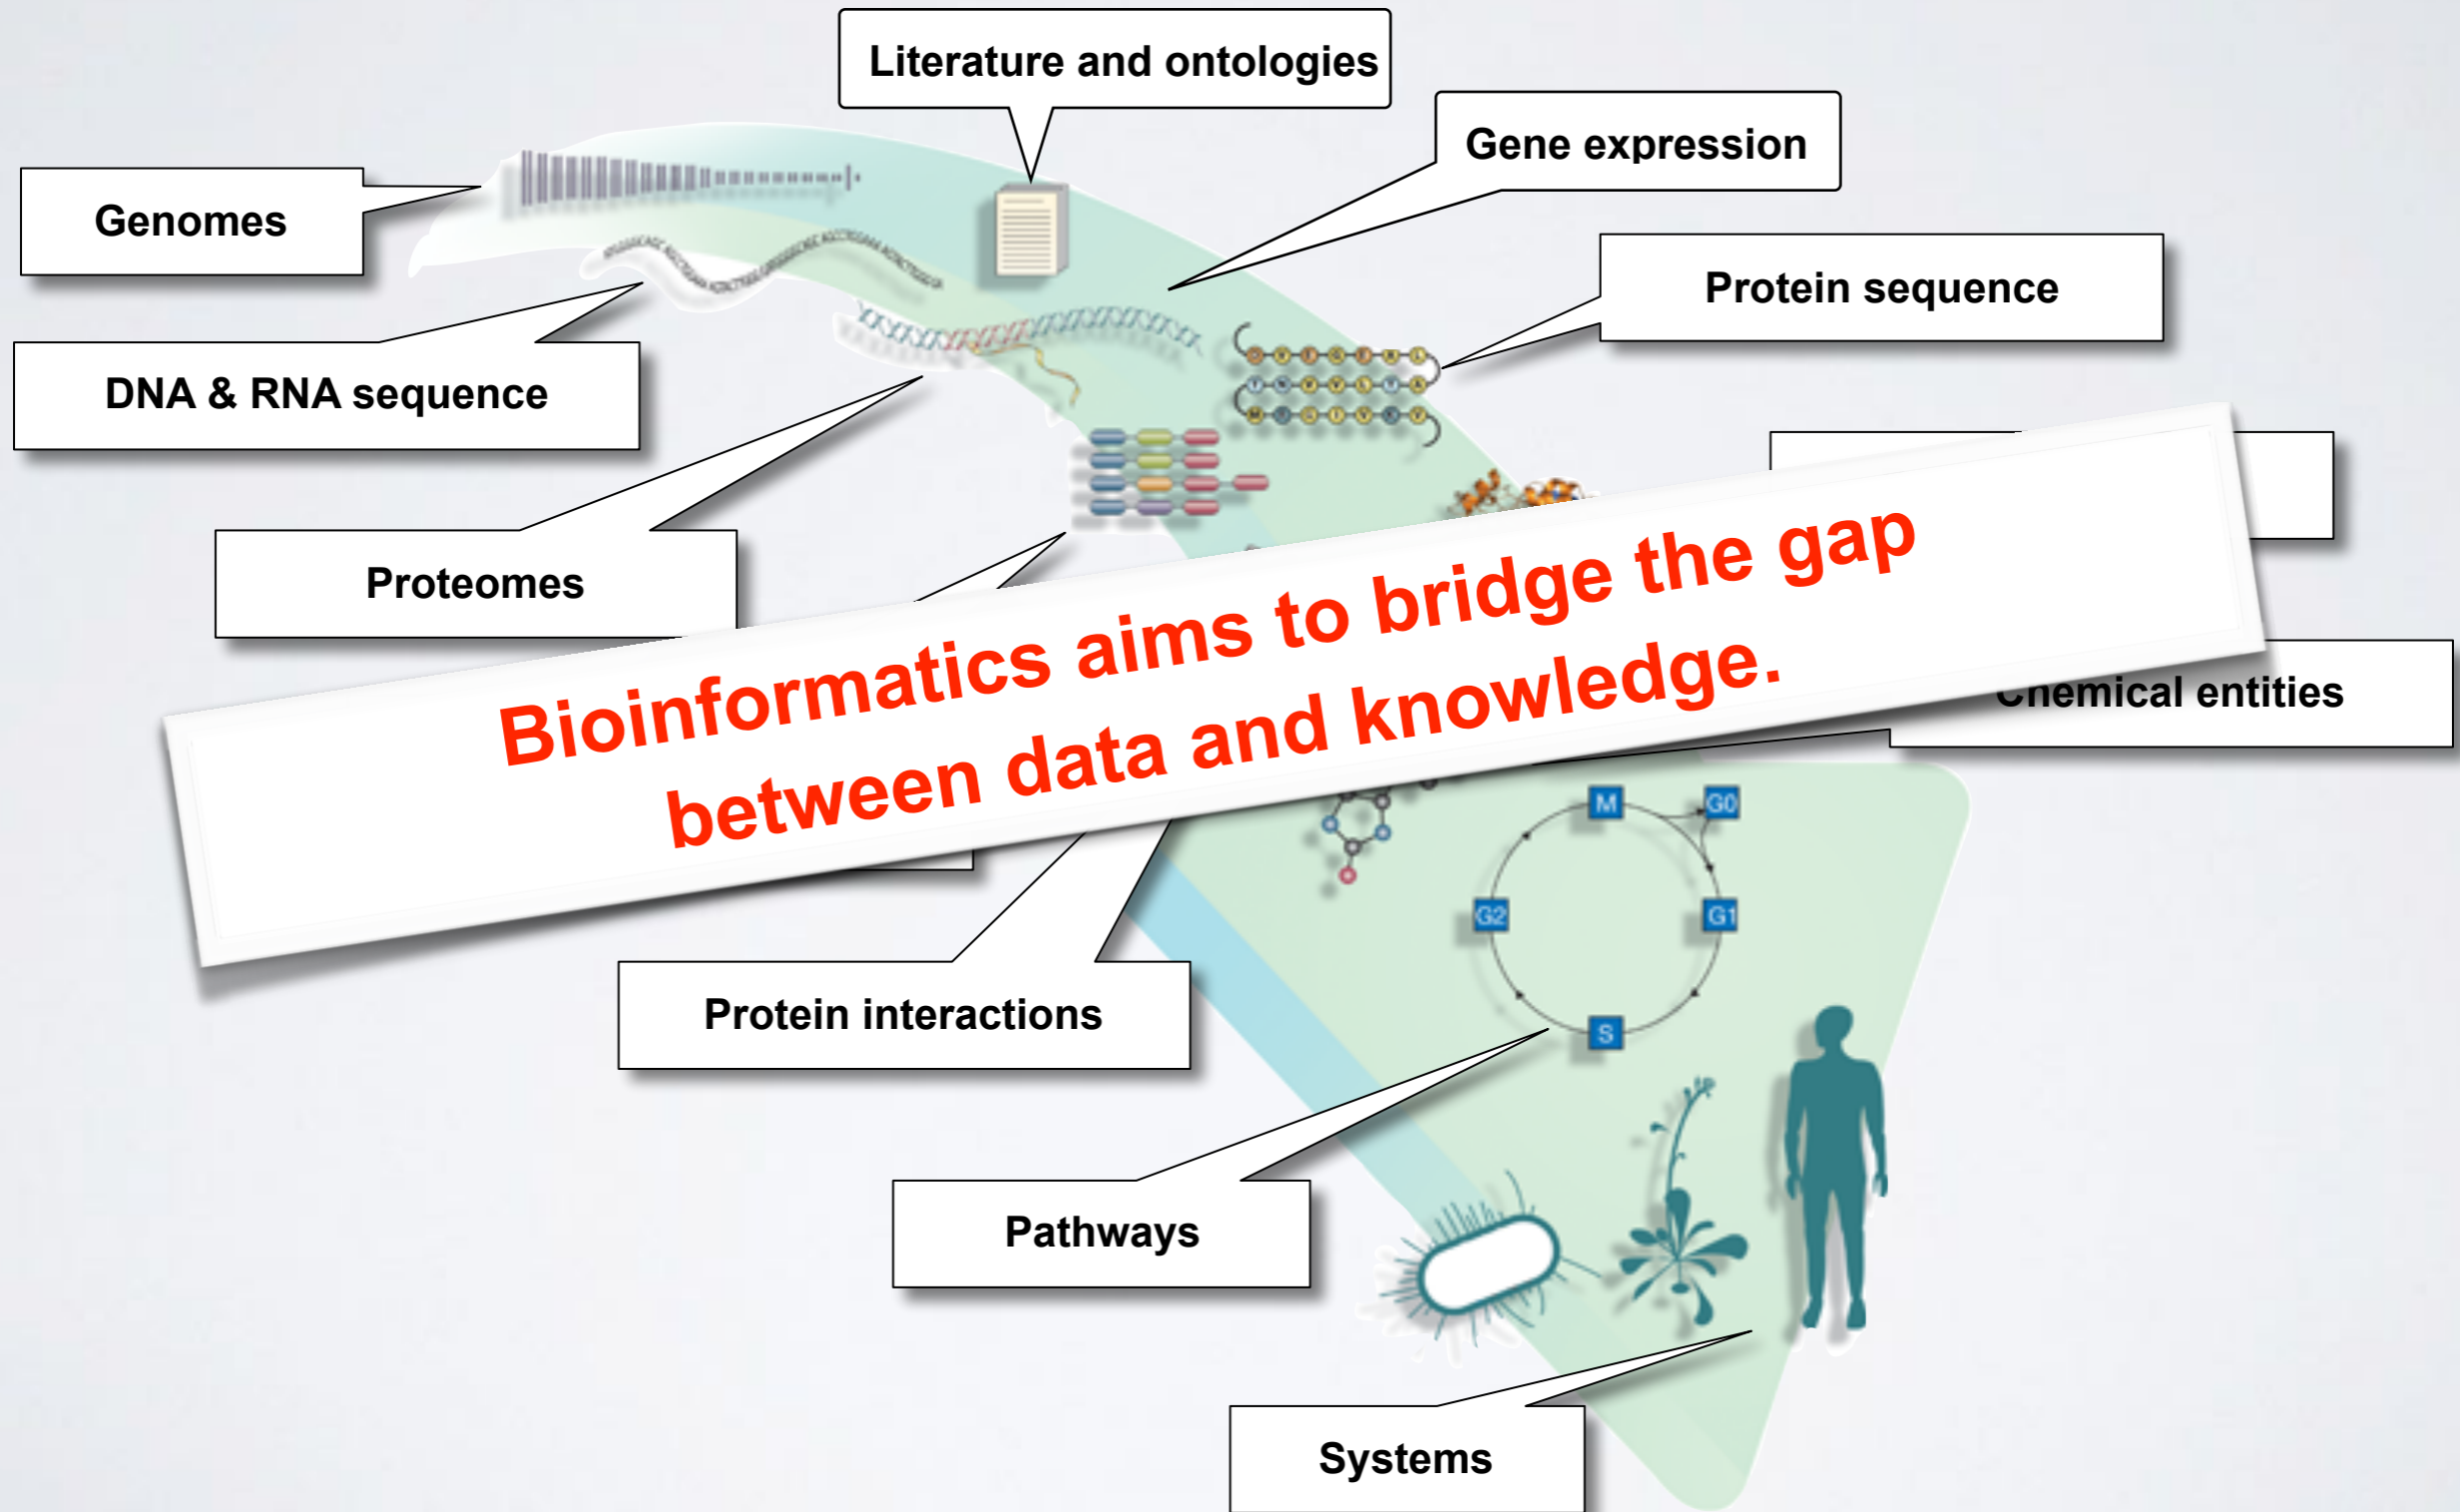 Literature and ontologies
Gene expression
Genomes
Protein sequence
DNA & RNA sequence
Proteomes
Bioinformatics aims to bridge the gap
between data and knowledge.
Chemical entities
M
G0
G2
G1
S
Protein interactions
Pathways
Systems